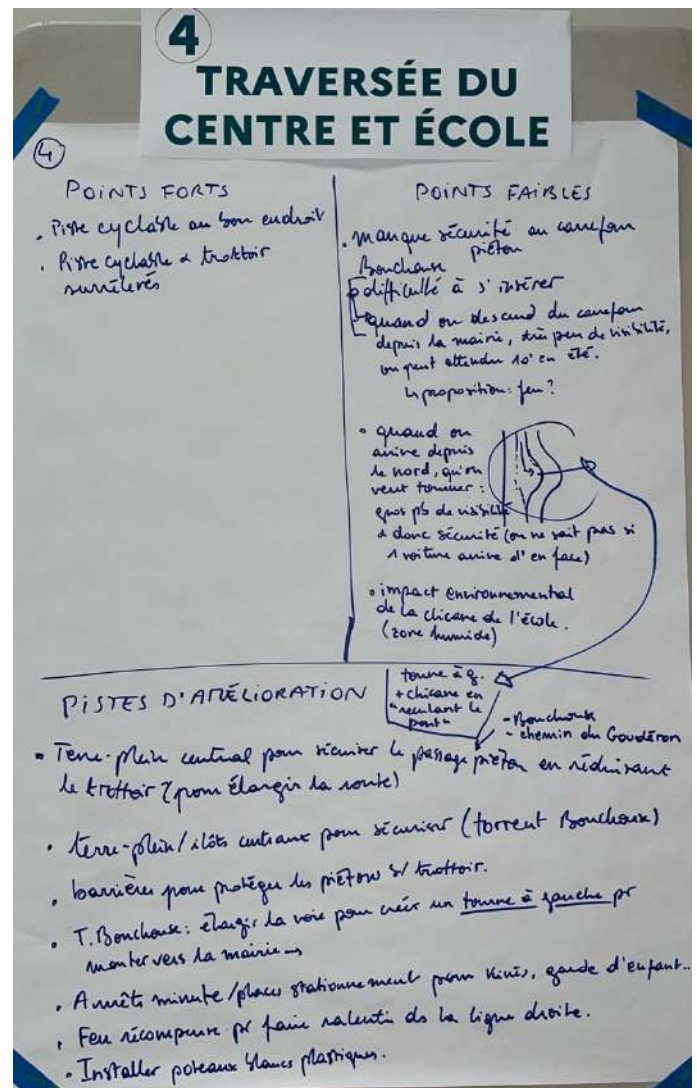 4
TRAVERSÉE DU
CENTRE ET ÉCOLE
4
POINTS FORTS
. Piste cyclable au bon endroit
. Piste cyclable & trottoir
surrélevés
POINTS FAIBLES
. manque sécurité au carrefour
piéton
Bouchouse
difficulté à s'insérer
quand on descend du carrefour
depuis la mairie, très peu de visibilité,
on peut attendre 10' en été.
↳ proposition : feu ?
• quand on
arrive depuis
le nord, qu'on
veut tourner :
gros pb de visibilité
& donc sécurité (on ne sait pas si
1 voiture arrive d'en face)
• impact environnemental
de la chicane de l'école.
(zone humide)
PISTES D'AMÉLIORATION
tourne à g.
+ chicane en
"reculant le
pont"
- Bouchouse
- chemin du Goudéron
• Terre-plein central pour sécuriser le passage piéton en réduisant
le trottoir ? (pour élargir la route)
• terre-plein/ilôts centraux pour sécuriser (torrent Bouchouse)
. barrières pour protéger les piétons s/ trottoir.
• T. Bouchouse : élargir la voie pour créer un tourne à gauche pr
monter vers la mairie →
. Arrêts minute/places stationnement pour kinés, garde d'enfant..
. Feu récompense pr faire ralentir ds la ligne droite.
• Installer poteaux blancs plastiques.